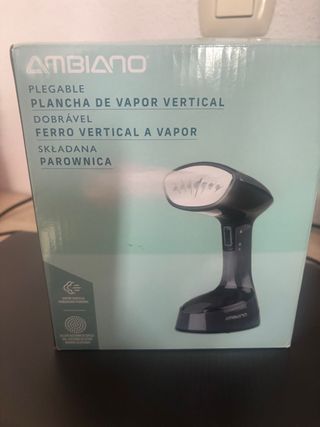 AMBIANO
PLEGABLE
PLANCHA DE VAPOR VERTICAL
DOBRÁVEL
FERRO VERTICAL A VAPOR
SKŁADANA
PAROWNICA
AMBIANO